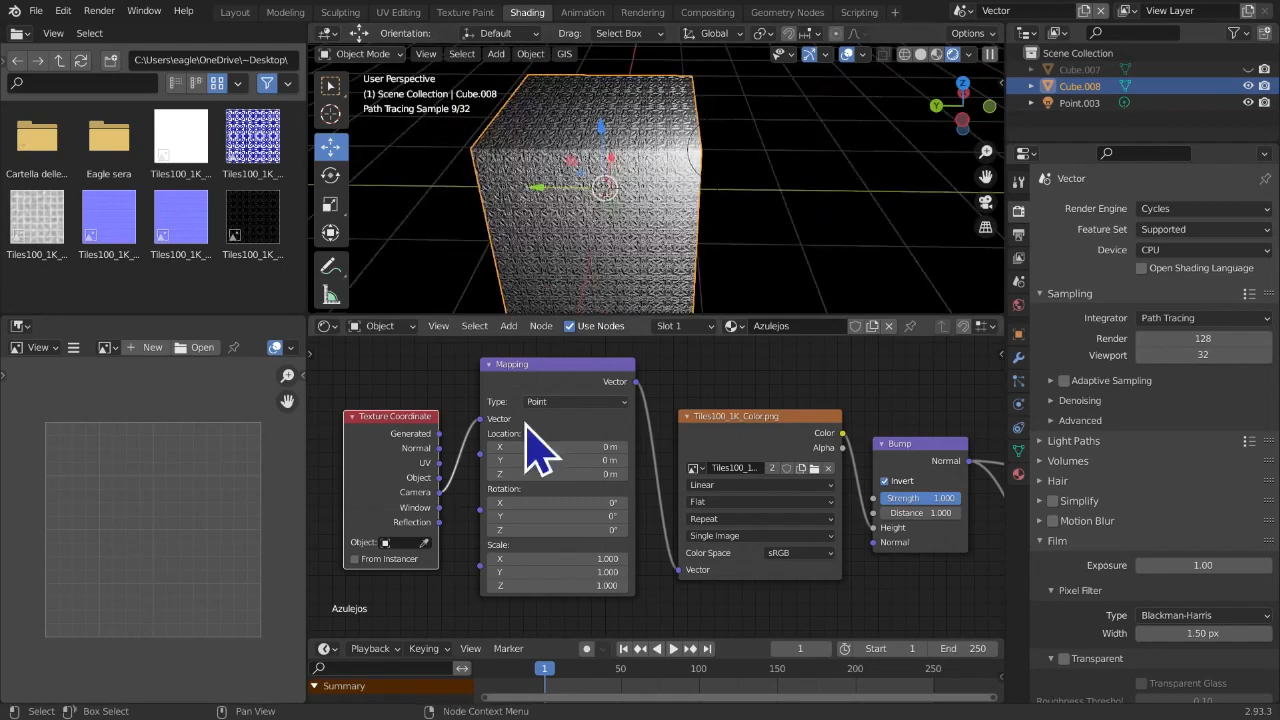 File Edit Render Window Help Layout Modeling Sculpting UV Editing Texture Paint Shading Animation Rendering Compositing Geometry Nodes Scripting + Vector View Layer
View Select
C:\Users\eagle\OneDrive\~Desktop\
Cartella delle... Eagle sera Tiles100_1K_... Tiles100_1K_...
Tiles100_1K_... Tiles100_1K_... Tiles100_1K_... Tiles100_1K_...
Orientation: Default Drag: Select Box Global Options
Object Mode View Select Add Object GIS
User Perspective
(1) Scene Collection | Cube.008
Path Tracing Sample 9/32
Z
Y
Scene Collection
Cube.007
Cube.008
Point.003
Vector
Render Engine Cycles
Feature Set Supported
Device CPU
Open Shading Language
Sampling
Integrator Path Tracing
Render 128
Viewport 32
Adaptive Sampling
Denoising
Advanced
Light Paths
Volumes
Hair
Simplify
Motion Blur
Film
Exposure 1.00
Pixel Filter
Type Blackman-Harris
Width 1.50 px
Transparent
Transparent Glass
Roughness Threshol.. 0.10
View New Open
Object View Select Add Node Use Nodes Slot 1 Azulejos
Texture Coordinate
Generated
Normal
UV
Object
Camera
Window
Reflection
Object:
From Instancer
Mapping
Vector
Type: Point
Vector
Location:
X 0 m
Y 0 m
Z 0 m
Rotation:
X 0°
Y 0°
Z 0°
Scale:
X 1.000
Y 1.000
Z 1.000
Tiles100_1K_Color.png
Color
Alpha
Tiles100_1... 2
Linear
Flat
Repeat
Single Image
Color Space sRGB
Vector
Bump
Normal
Invert
Strength 1.000
Distance 1.000
Height
Normal
Azulejos
Playback Keying View Marker 1 Start 1 End 250
1 50 100 150 200 250
Summary
Select Box Select Pan View Node Context Menu 2.93.3